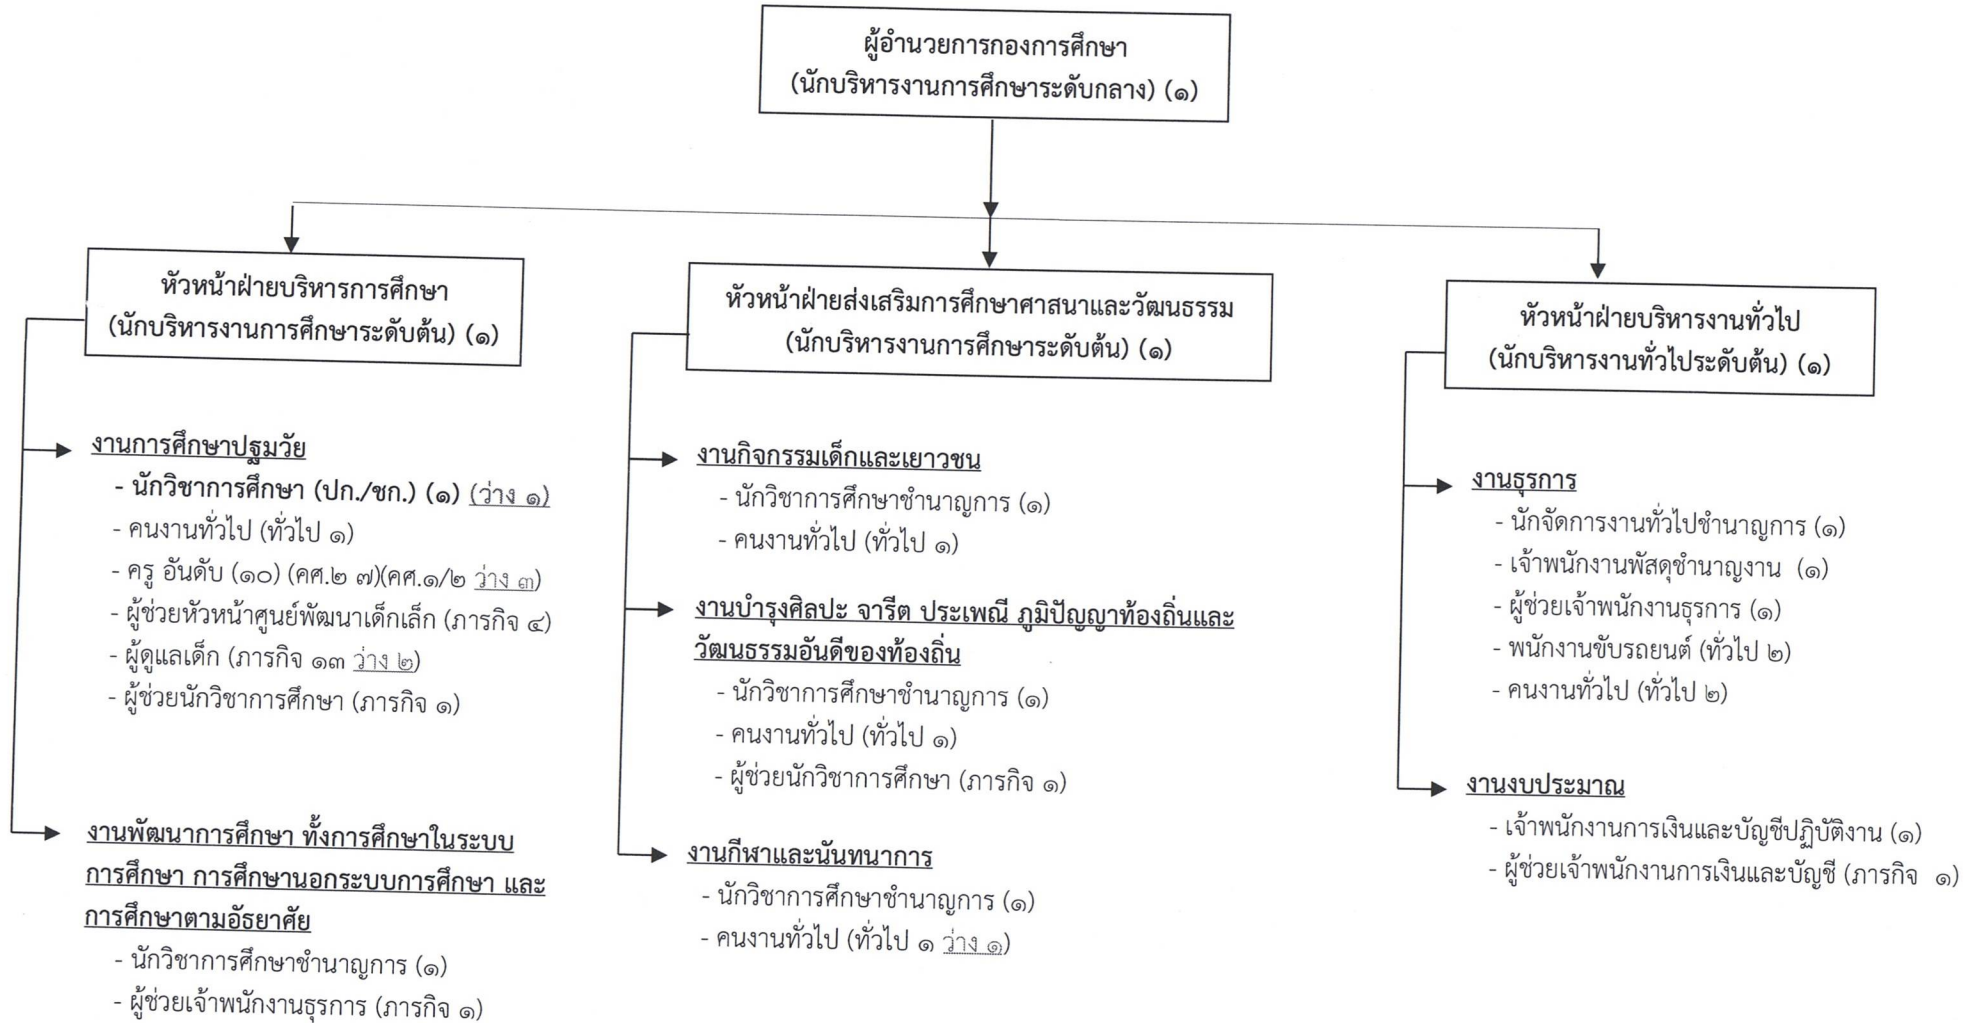 ผู้อำนวยการกองการศึกษา
(นักบริหารงานการศึกษาระดับกลาง) (๑)
หัวหน้าฝ่ายบริหารการศึกษา
(นักบริหารงานการศึกษาระดับต้น) (๑)
งานการศึกษาปฐมวัย
- นักวิชาการศึกษา (ปก./ชก.) (๑) (ว่าง ๑)
- คนงานทั่วไป (ทั่วไป ๑)
- ครู อันดับ (๑๐) (คศ.๒ ๗)(คศ.๑/๒ ว่าง ๓)
- ผู้ช่วยหัวหน้าศูนย์พัฒนาเด็กเล็ก (ภารกิจ ๔)
- ผู้ดูแลเด็ก (ภารกิจ ๑๓ ว่าง ๒)
- ผู้ช่วยนักวิชาการศึกษา (ภารกิจ ๑)
งานพัฒนาการศึกษา ทั้งการศึกษาในระบบ
การศึกษา การศึกษานอกระบบการศึกษา และ
การศึกษาตามอัธยาศัย
- นักวิชาการศึกษาชำนาญการ (๑)
- ผู้ช่วยเจ้าพนักงานธุรการ (ภารกิจ ๑)
หัวหน้าฝ่ายส่งเสริมการศึกษาศาสนาและวัฒนธรรม
(นักบริหารงานการศึกษาระดับต้น) (๑)
งานกิจกรรมเด็กและเยาวชน
- นักวิชาการศึกษาชำนาญการ (๑)
- คนงานทั่วไป (ทั่วไป ๑)
งานบำรุงศิลปะ จารีต ประเพณี ภูมิปัญญาท้องถิ่นและ
วัฒนธรรมอันดีของท้องถิ่น
- นักวิชาการศึกษาชำนาญการ (๑)
- คนงานทั่วไป (ทั่วไป ๑)
- ผู้ช่วยนักวิชาการศึกษา (ภารกิจ ๑)
งานกีฬาและนันทนาการ
- นักวิชาการศึกษาชำนาญการ (๑)
- คนงานทั่วไป (ทั่วไป ๑ ว่าง ๑)
หัวหน้าฝ่ายบริหารงานทั่วไป
(นักบริหารงานทั่วไประดับต้น) (๑)
งานธุรการ
- นักจัดการงานทั่วไปชำนาญการ (๑)
- เจ้าพนักงานพัสดุชำนาญงาน (๑)
- ผู้ช่วยเจ้าพนักงานธุรการ (๑)
- พนักงานขับรถยนต์ (ทั่วไป ๒)
- คนงานทั่วไป (ทั่วไป ๒)
งานงบประมาณ
- เจ้าพนักงานการเงินและบัญชีปฏิบัติงาน (๑)
- ผู้ช่วยเจ้าพนักงานการเงินและบัญชี (ภารกิจ ๑)